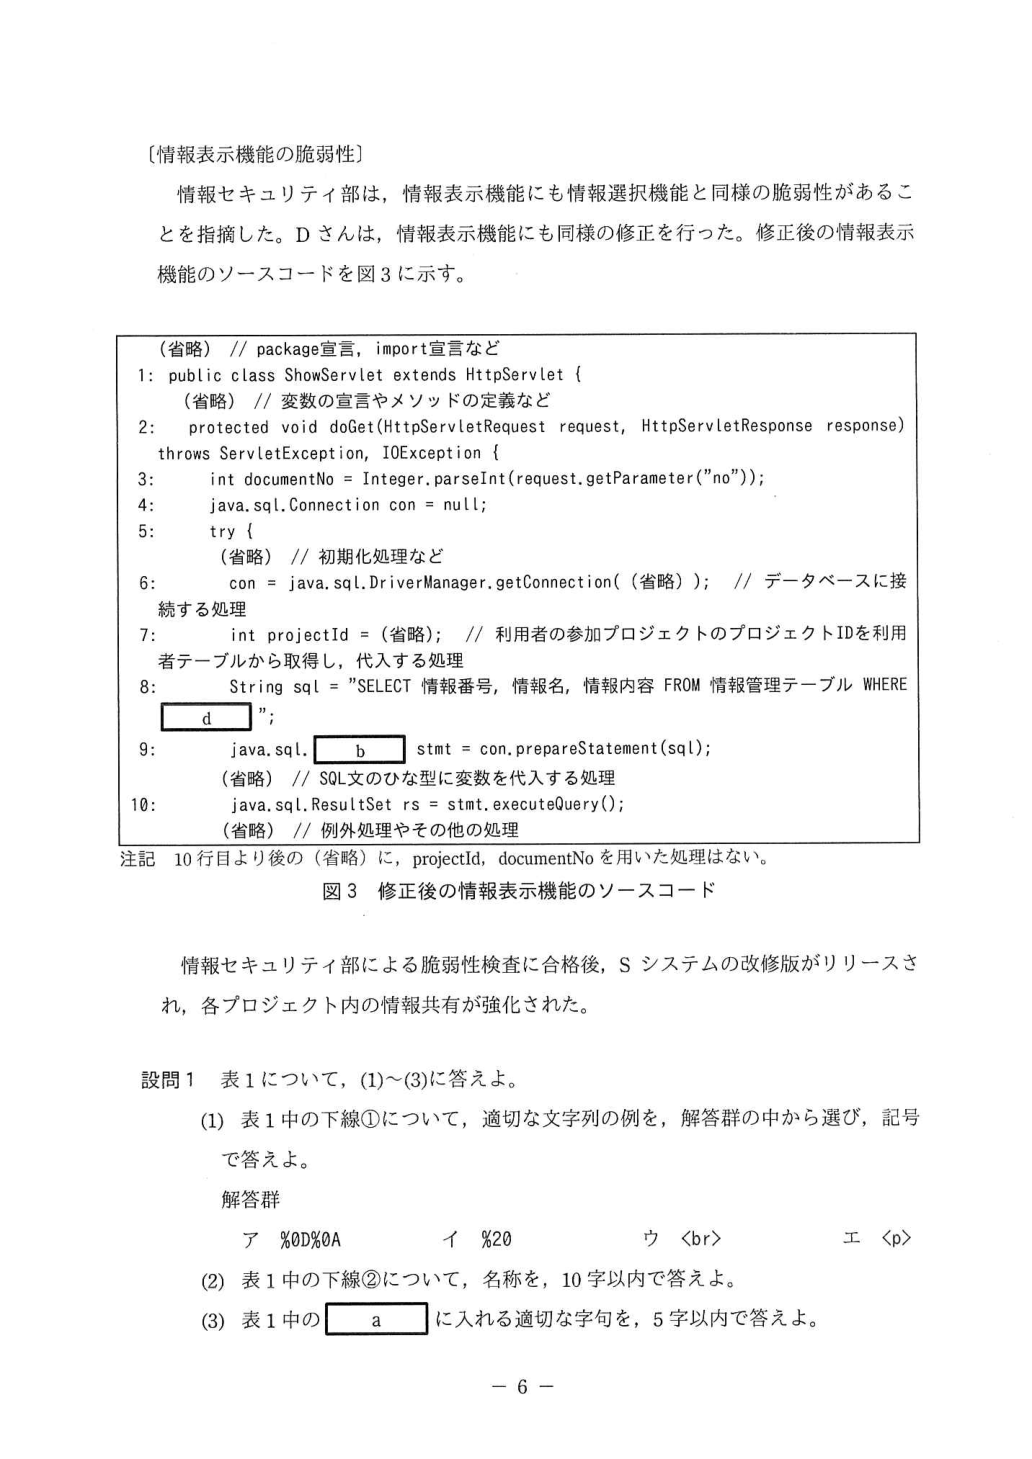 〔情報表示機能の脆弱性〕
情報セキュリティ部は，情報表示機能にも情報選択機能と同様の脆弱性があるこ
とを指摘した。D さんは，情報表示機能にも同様の修正を行った。修正後の情報表示
機能のソースコードを図 3 に示す。
（省略） // package宣言，import宣言など
1: public class ShowServlet extends HttpServlet {
（省略） // 変数の宣言やメソッドの定義など
2: protected void doGet(HttpServletRequest request, HttpServletResponse response)
throws ServletException, IOException {
3: int documentNo = Integer.parseInt(request.getParameter("no"));
4: java.sql.Connection con = null;
5: try {
（省略） // 初期化処理など
6: con = java.sql.DriverManager.getConnection(（省略）); // データベースに接
続する処理
7: int projectId = （省略）; // 利用者の参加プロジェクトのプロジェクトIDを利用
者テーブルから取得し，代入する処理
8: String sql = "SELECT 情報番号, 情報名, 情報内容 FROM 情報管理テーブル WHERE
d ";
9: java.sql. b stmt = con.prepareStatement(sql);
（省略） // SQL文のひな型に変数を代入する処理
10: java.sql.ResultSet rs = stmt.executeQuery();
（省略） // 例外処理やその他の処理
注記 10 行目より後の（省略）に，projectId, documentNo を用いた処理はない。
図 3 修正後の情報表示機能のソースコード
情報セキュリティ部による脆弱性検査に合格後，S システムの改修版がリリースさ
れ，各プロジェクト内の情報共有が強化された。
設問 1 表 1 について，(1)～(3)に答えよ。
(1) 表 1 中の下線①について，適切な文字列の例を，解答群の中から選び，記号
で答えよ。
解答群
ア %0D%0A イ %20 ウ <br> エ <p>
(2) 表 1 中の下線②について，名称を，10 字以内で答えよ。
(3) 表 1 中の a に入れる適切な字句を，5 字以内で答えよ。
－ 6 －